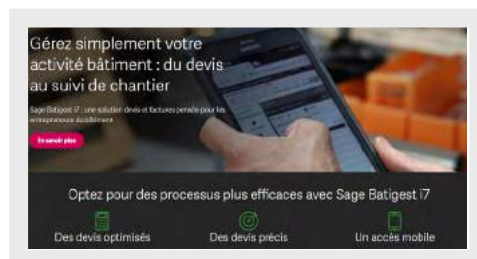 Gérez simplement votre
activité bâtiment : du devis
au suivi de chantier
Sage Batigest i7 : une solution devis et factures pensée pour les
entrepreneurs du bâtiment
En savoir plus
Optez pour des processus plus efficaces avec Sage Batigest i7
Des devis optimisés
Des devis précis
Un accès mobile